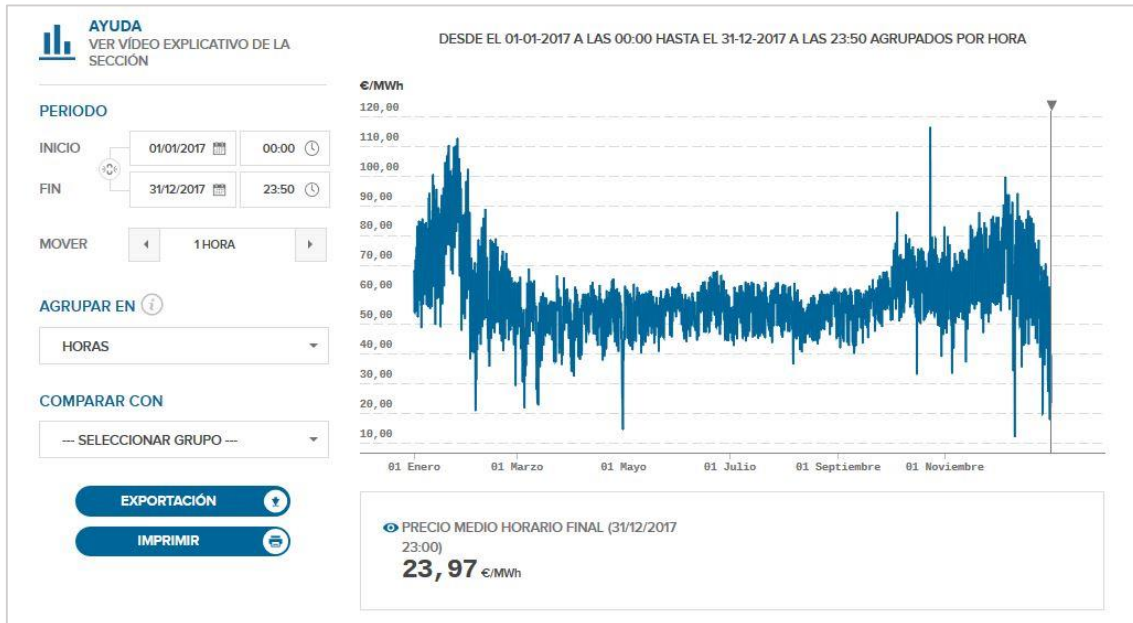 AYUDA
VER VÍDEO EXPLICATIVO DE LA
SECCIÓN
PERIODO
INICIO
01/01/2017
00:00
FIN
31/12/2017
23:50
MOVER
1 HORA
AGRUPAR EN
HORAS
COMPARAR CON
--- SELECCIONAR GRUPO ---
EXPORTACIÓN
IMPRIMIR
DESDE EL 01-01-2017 A LAS 00:00 HASTA EL 31-12-2017 A LAS 23:50 AGRUPADOS POR HORA
€/MWh
120,00
110,00
100,00
90,00
80,00
70,00
60,00
50,00
40,00
30,00
20,00
10,00
01 Enero
01 Marzo
01 Mayo
01 Julio
01 Septiembre
01 Noviembre
PRECIO MEDIO HORARIO FINAL (31/12/2017
23:00)
23,97 €/MWh